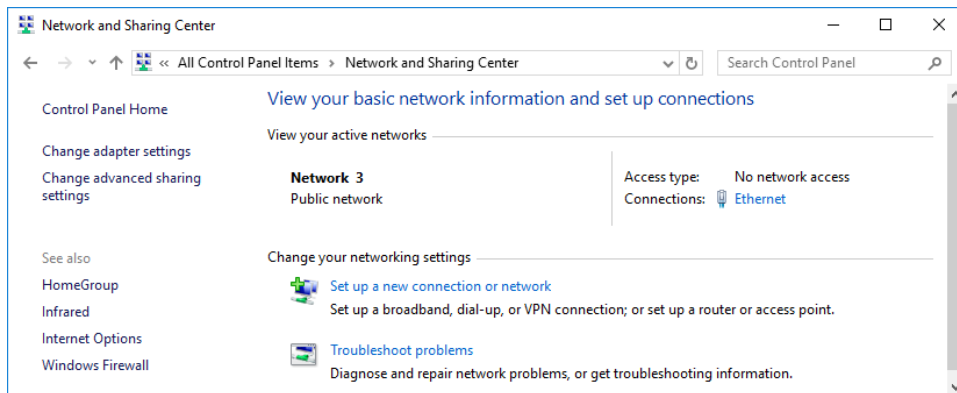 Network and Sharing Center
« All Control Panel Items › Network and Sharing Center
Search Control Panel
Control Panel Home
Change adapter settings
Change advanced sharing
settings
See also
HomeGroup
Infrared
Internet Options
Windows Firewall
View your basic network information and set up connections
View your active networks
Network 3
Public network
Access type: No network access
Connections: Ethernet
Change your networking settings
Set up a new connection or network
Set up a broadband, dial-up, or VPN connection; or set up a router or access point.
Troubleshoot problems
Diagnose and repair network problems, or get troubleshooting information.